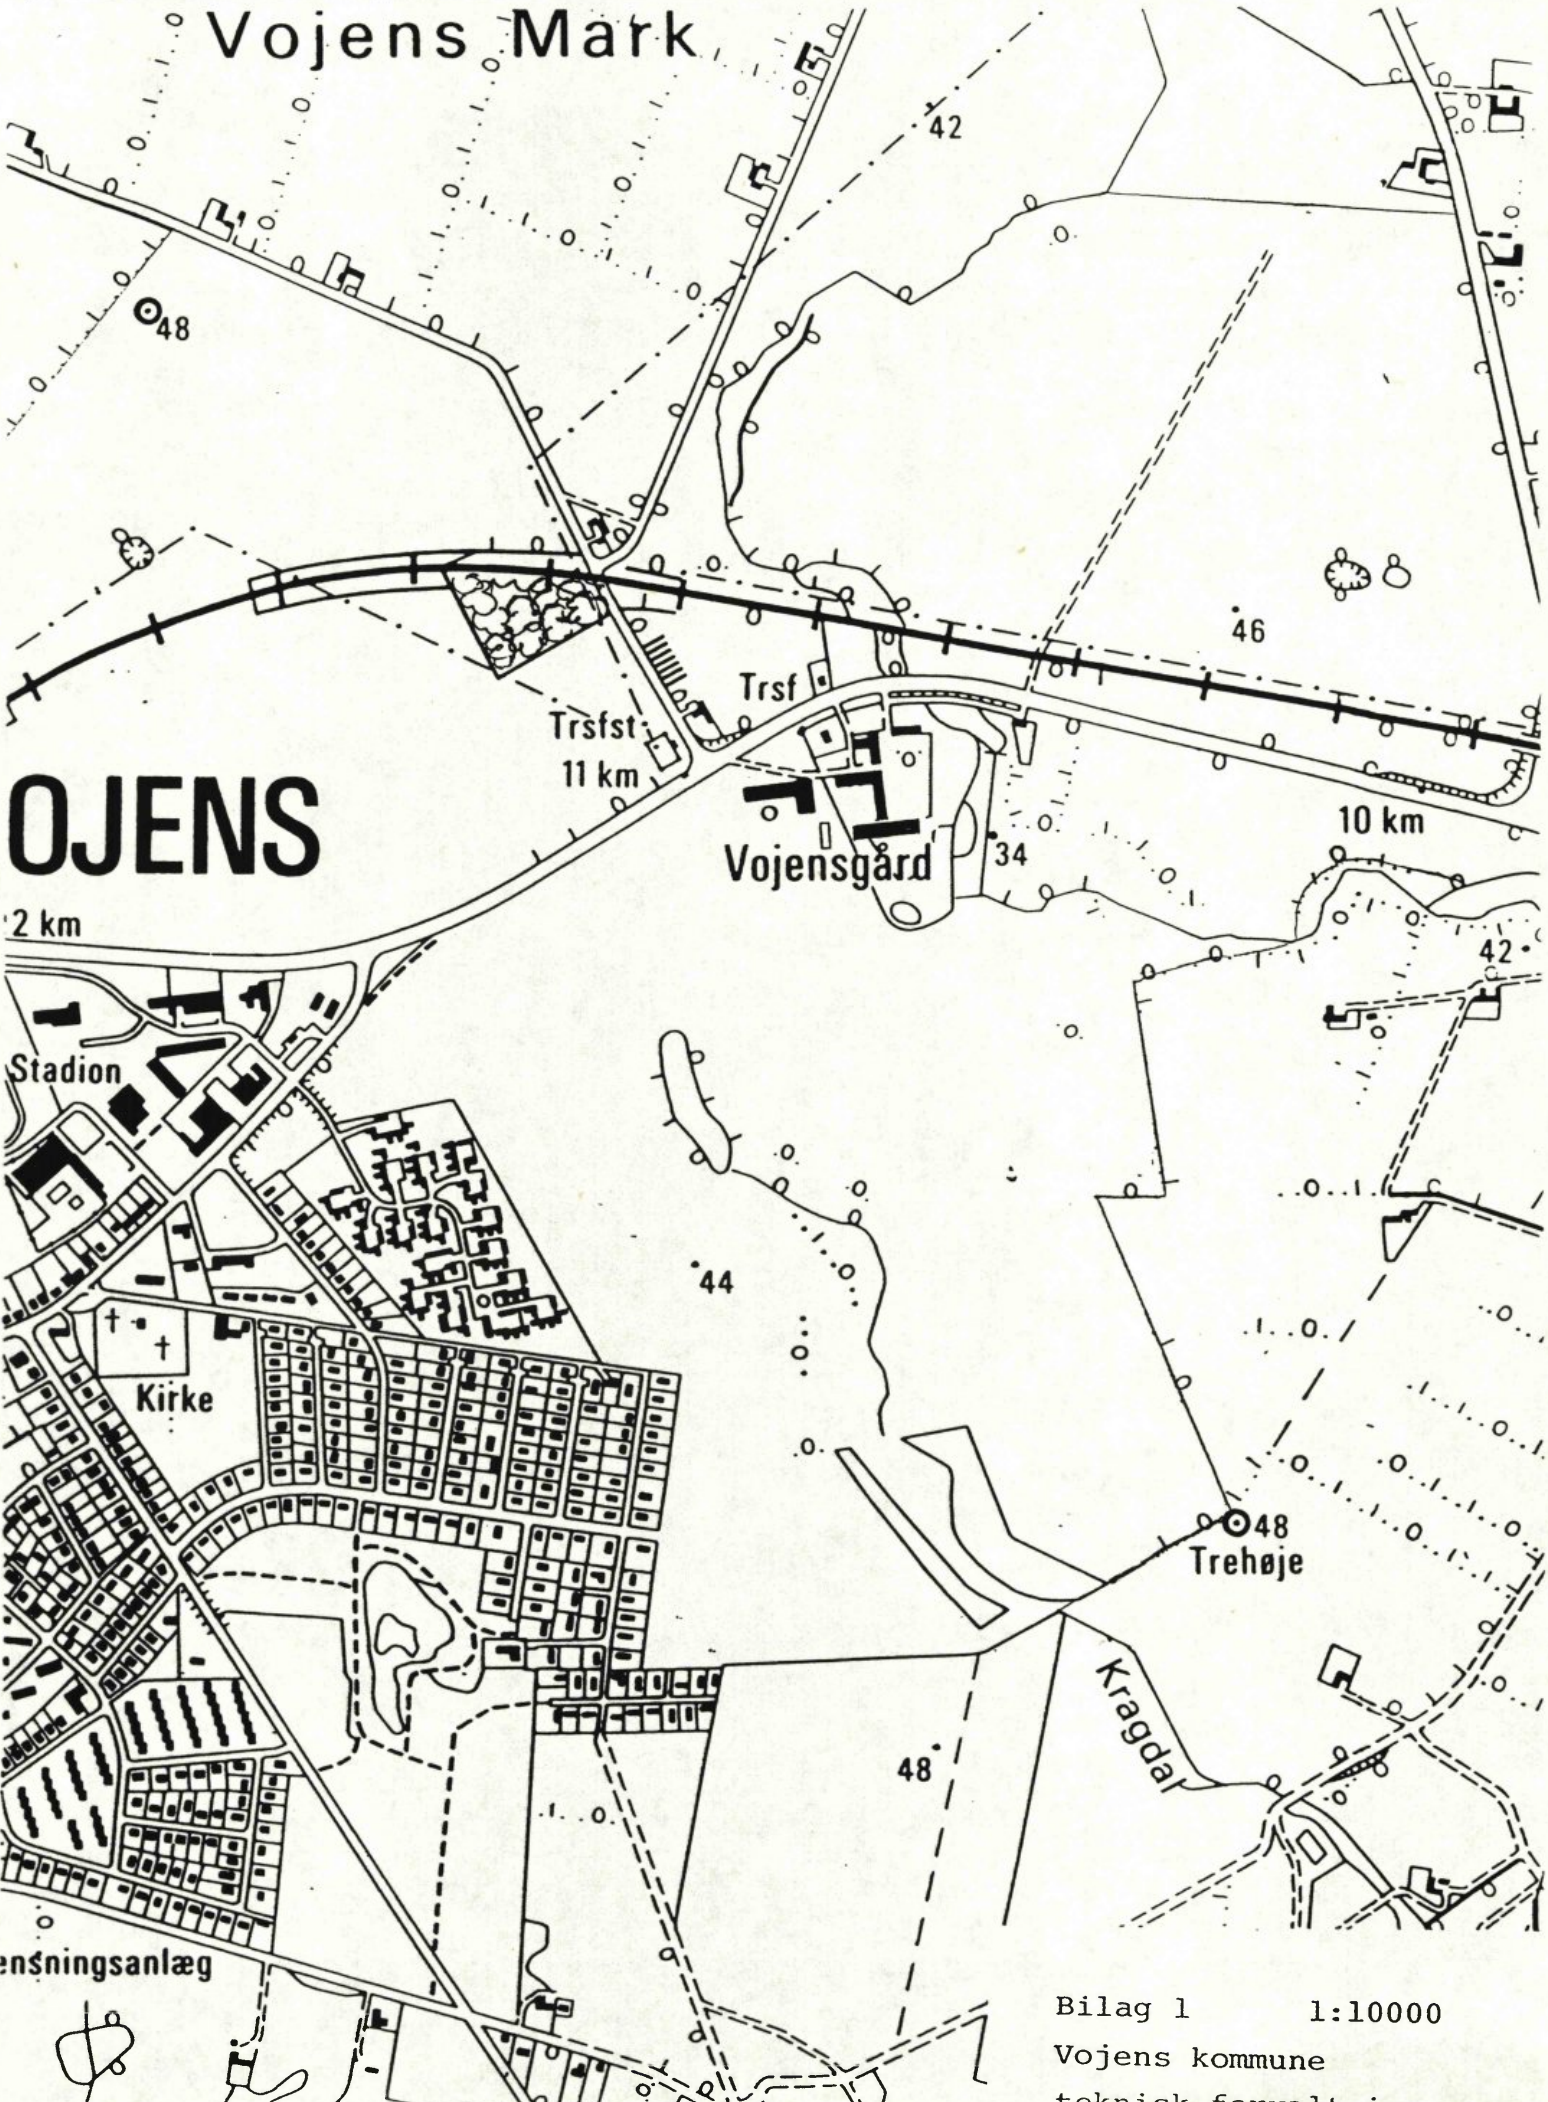 Vojens Mark
42
48
46
Trsf
Trsfst
11 km
OJENS
10 km
Vojensgård
34
2 km
42
Stadion
44
Kirke
48
Trehøje
Kragdal
48
ensningsanlæg
Bilag 1 1:10000
Vojens kommune
teknisk